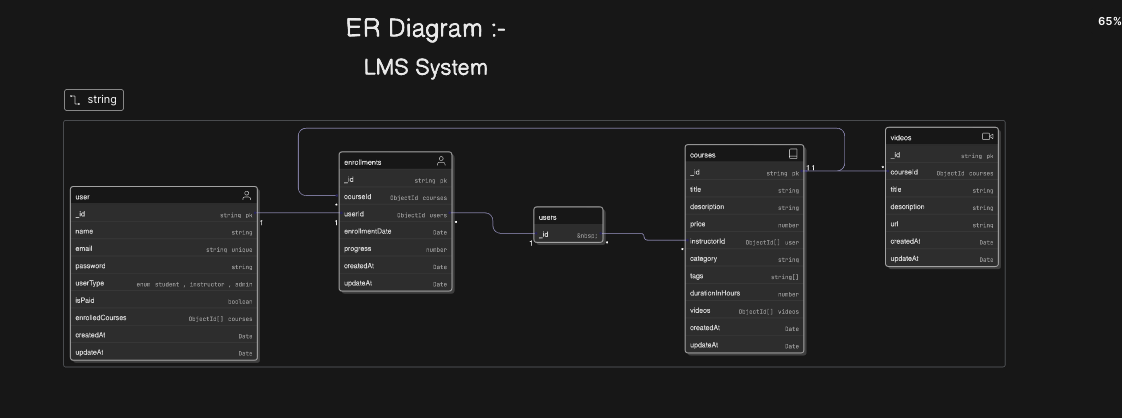 ER Diagram :-
LMS System
65%
string
user
_id string pk
name string
email string unique
password string
userType enum student , instructor , admin
isPaid boolean
enrolledCourses ObjectId[] courses
createdAt Date
updateAt Date
1
enrollments
_id string pk
courseId ObjectId courses
userId ObjectId users
enrollmentDate Date
progress number
createdAt Date
updateAt Date
1
users
_id &nbsp;
1
courses
_id string pk
title string
description string
price number
instructorId ObjectId[] user
category string
tags string[]
durationInHours number
videos ObjectId[] videos
createdAt Date
updateAt Date
1 1
videos
_id string pk
courseId ObjectId courses
title string
description string
url string
createdAt Date
updateAt Date